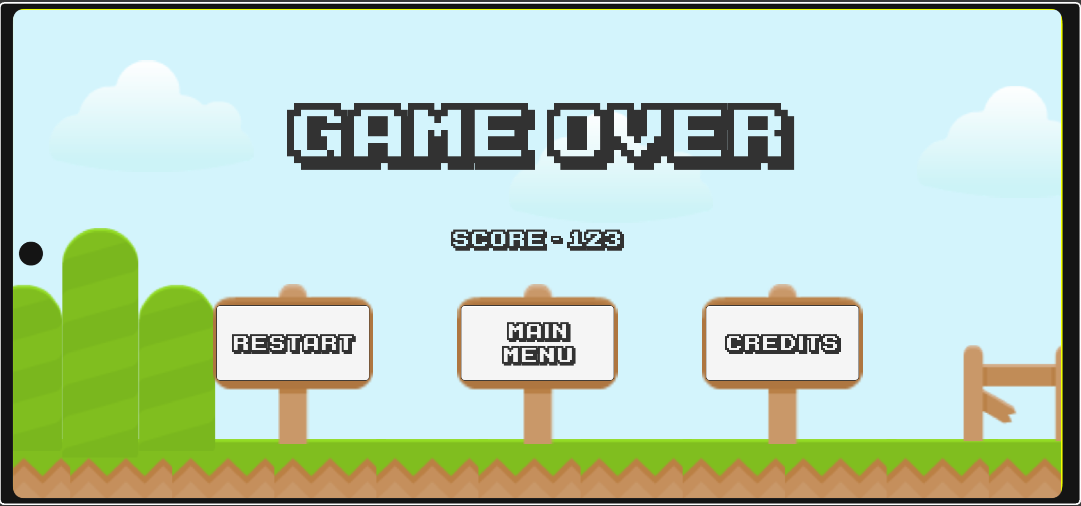 GAME OVER
SCORE - 123
RESTART
MAIN
MENU
CREDITS